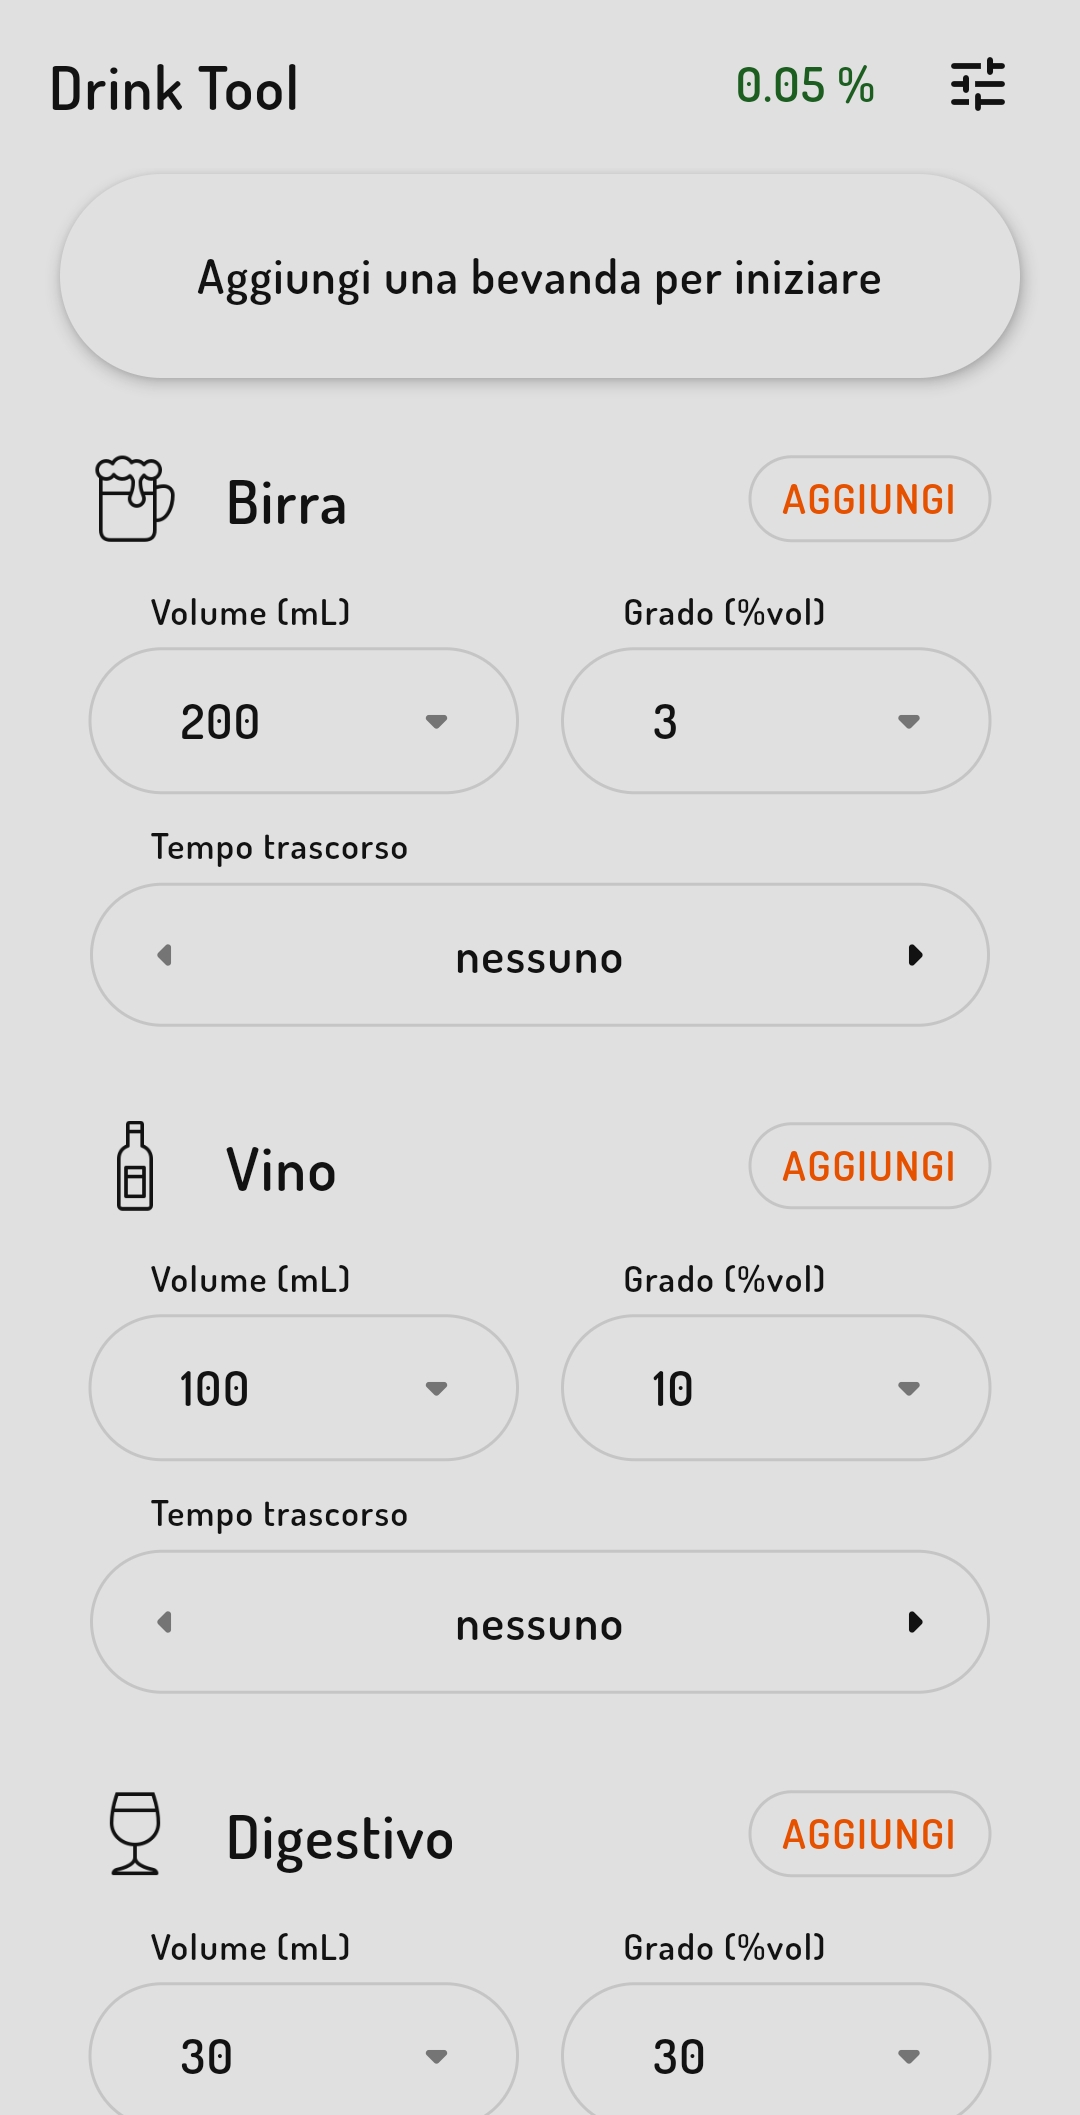 Drink Tool
0.05 %
Aggiungi una bevanda per iniziare
Birra
AGGIUNGI
Volume (mL)
Grado (%vol)
200
3
Tempo trascorso
nessuno
Vino
AGGIUNGI
Volume (mL)
Grado (%vol)
100
10
Tempo trascorso
nessuno
Digestivo
AGGIUNGI
Volume (mL)
Grado (%vol)
30
30